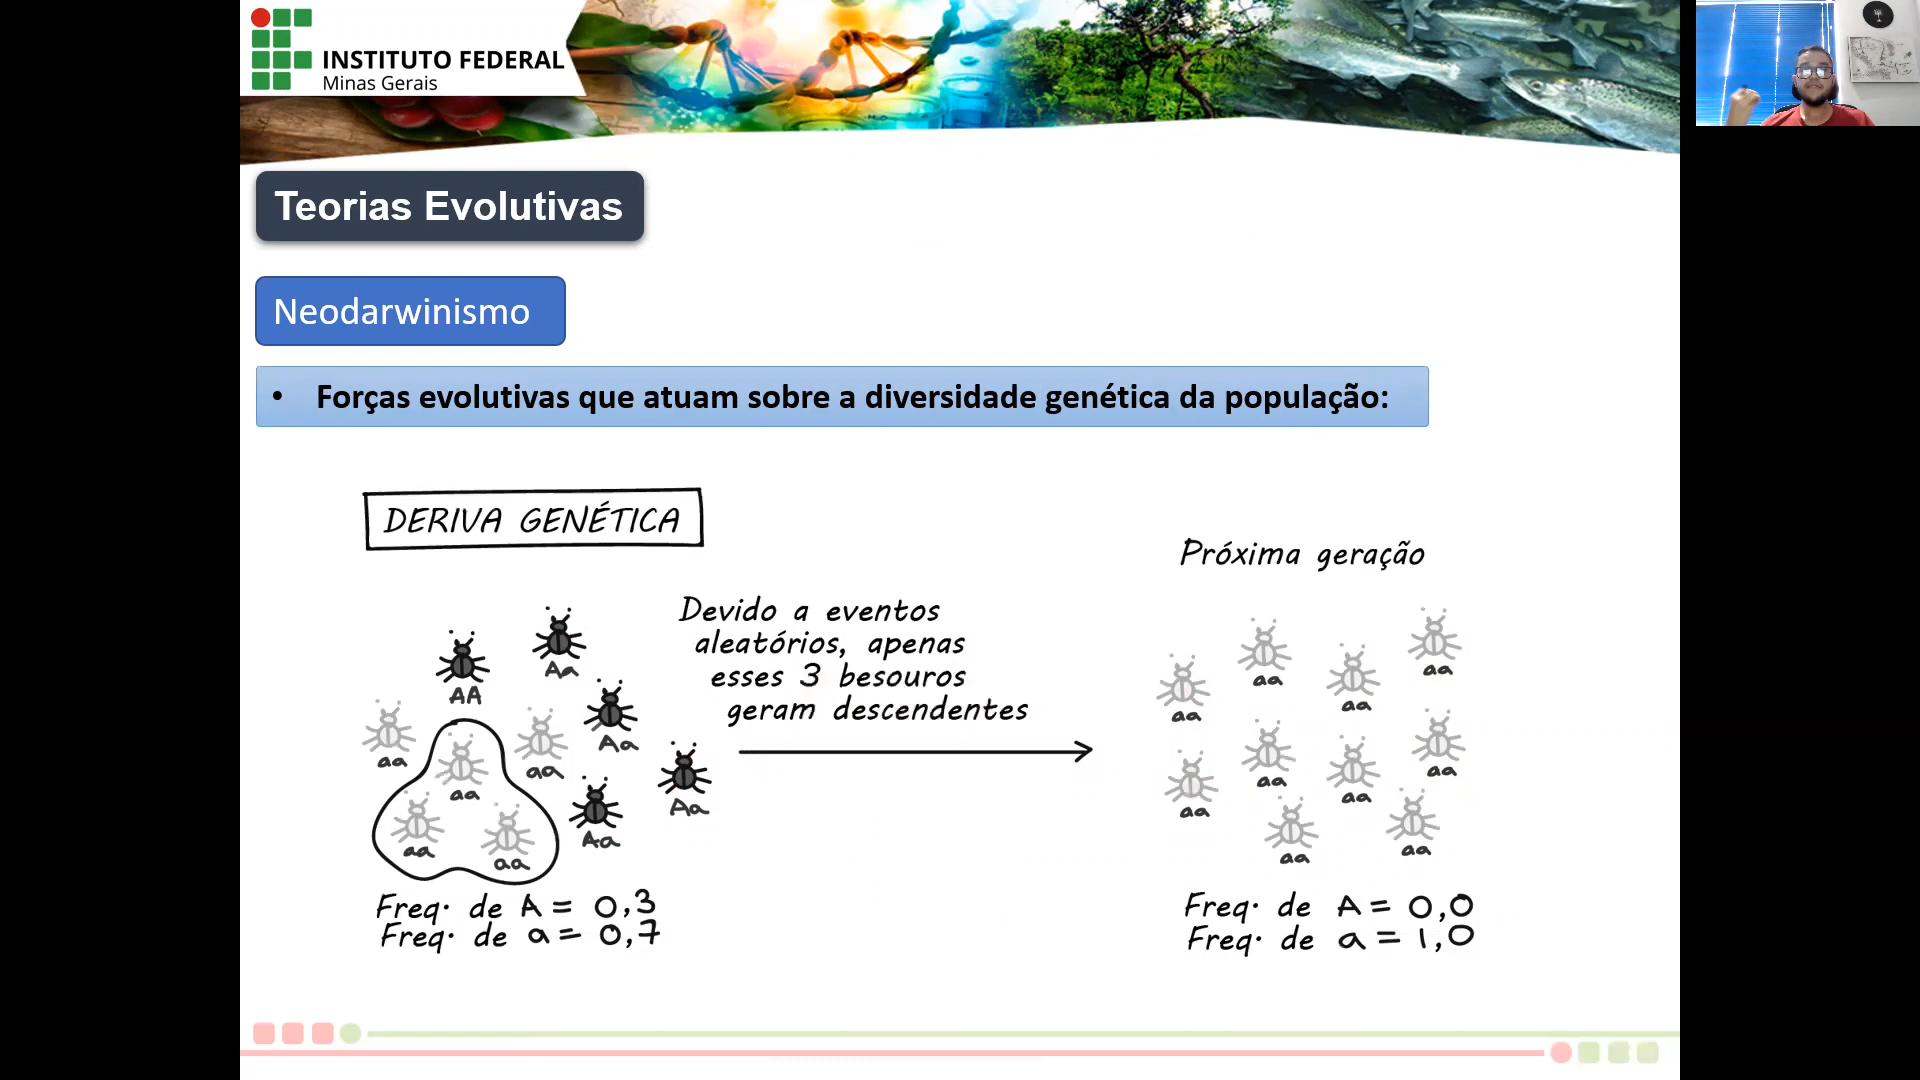 INSTITUTO FEDERAL
Minas Gerais
Teorias Evolutivas
Neodarwinismo
• Forças evolutivas que atuam sobre a diversidade genética da população:
DERIVA GENÉTICA
Próxima geração
Devido a eventos
aleatórios, apenas
esses 3 besouros
geram descendentes
AA
Aa
aa
aa
aa
Aa
Aa
aa
aa
Aa
Freq. de A = 0,3
Freq. de a = 0,7
aa
aa
aa
aa
aa
aa
aa
aa
aa
aa
Freq. de A = 0,0
Freq. de a = 1,0